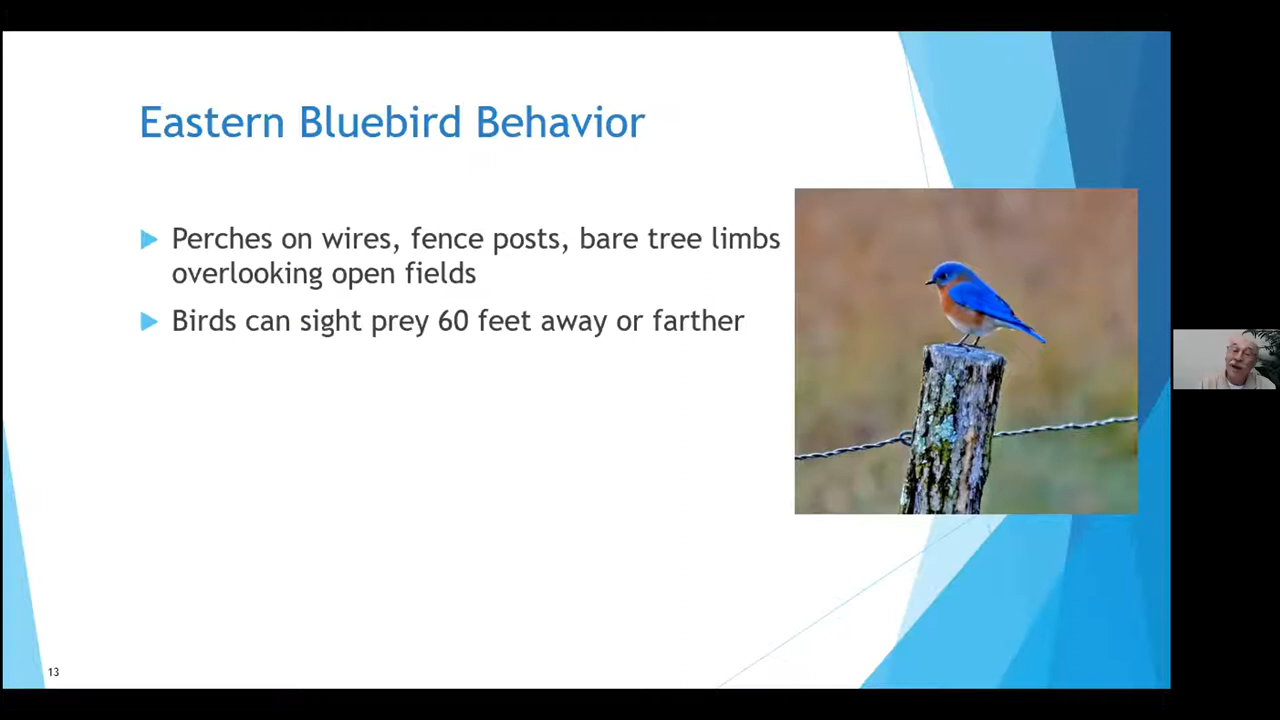 Eastern Bluebird Behavior
Perches on wires, fence posts, bare tree limbs
overlooking open fields
Birds can sight prey 60 feet away or farther
13